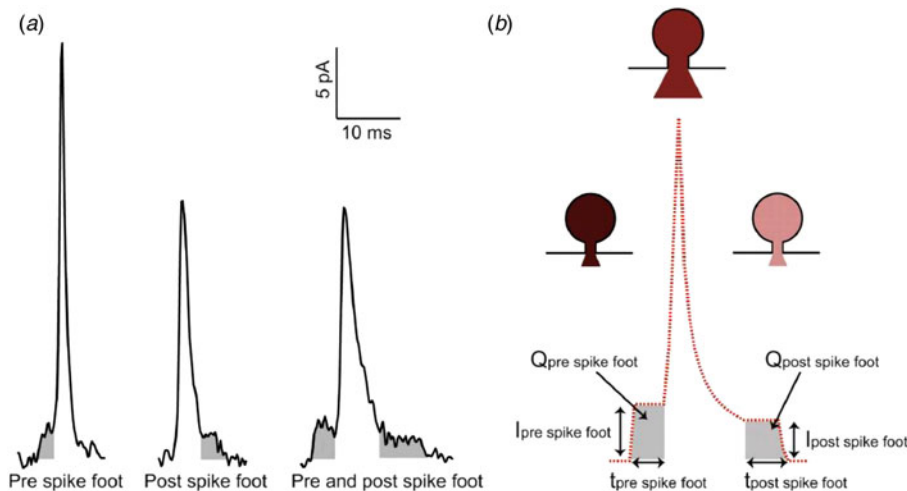 (a)
5 pA
10 ms
Pre spike foot
Post spike foot
Pre and post spike foot
(b)
Qpre spike foot
Qpost spike foot
Ipre spike foot
Ipost spike foot
tpre spike foot
tpost spike foot